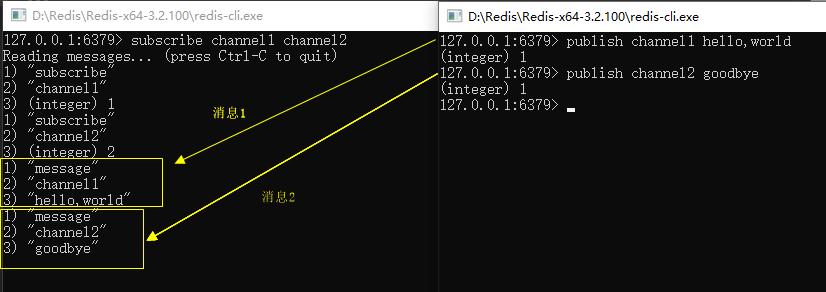 D:\Redis\Redis-x64-3.2.100\redis-cli.exe
127.0.0.1:6379> subscribe channel1 channel2
Reading messages... (press Ctrl-C to quit)
1) "subscribe"
2) "channel1"
3) (integer) 1
1) "subscribe"
2) "channel2"
3) (integer) 2
1) "message"
2) "channel1"
3) "hello,world"
1) "message"
2) "channel2"
3) "goodbye"
消息1
消息2
D:\Redis\Redis-x64-3.2.100\redis-cli.exe
127.0.0.1:6379> publish channel1 hello,world
(integer) 1
127.0.0.1:6379> publish channel2 goodbye
(integer) 1
127.0.0.1:6379>